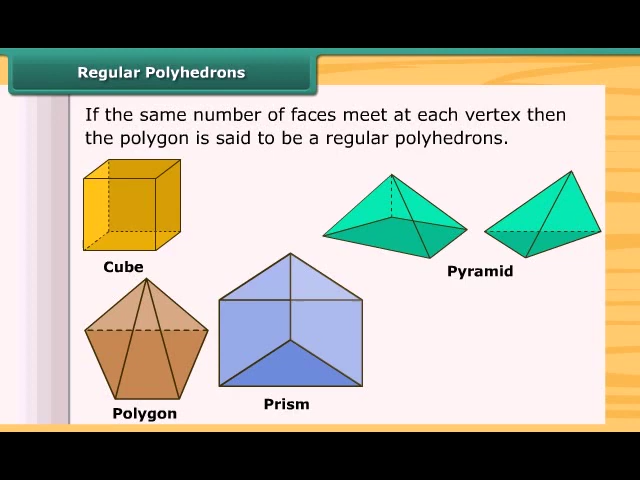 Regular Polyhedrons
If the same number of faces meet at each vertex then
the polygon is said to be a regular polyhedrons.
Cube
Pyramid
Polygon
Prism